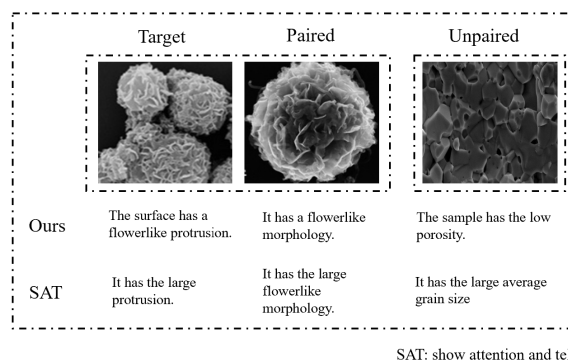 Target Paired Unpaired
Ours
The surface has a
flowerlike protrusion.
It has a flowerlike
morphology.
The sample has the low
porosity.
SAT
It has the large
protrusion.
It has the large
flowerlike
morphology.
It has the large average
grain size
SAT: show attention and te